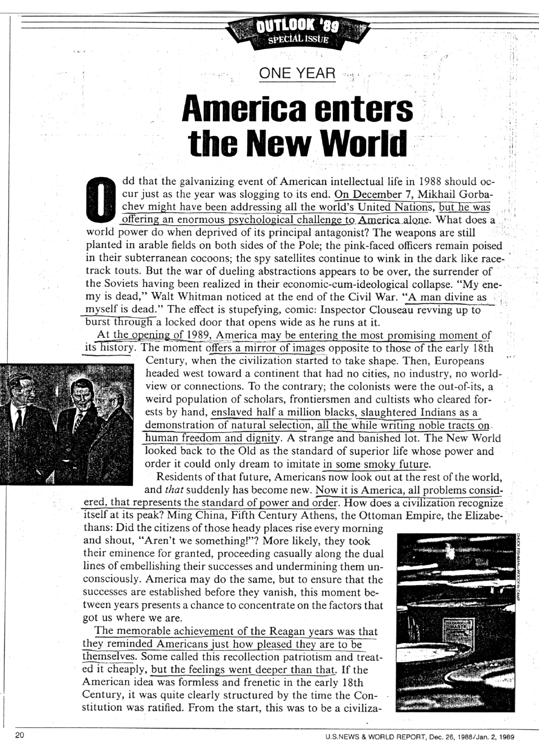 OUTLOOK '89
SPECIAL ISSUE
ONE YEAR
America enters
the New World
Odd that the galvanizing event of American intellectual life in 1988 should oc-
cur just as the year was slogging to its end. On December 7, Mikhail Gorba-
chev might have been addressing all the world's United Nations, but he was
offering an enormous psychological challenge to America alone. What does a
world power do when deprived of its principal antagonist? The weapons are still
planted in arable fields on both sides of the Pole; the pink-faced officers remain poised
in their subterranean cocoons; the spy satellites continue to wink in the dark like race-
track touts. But the war of dueling abstractions appears to be over, the surrender of
the Soviets having been realized in their economic-cum-ideological collapse. "My ene-
my is dead," Walt Whitman noticed at the end of the Civil War. "A man divine as
myself is dead." The effect is stupefying, comic: Inspector Clouseau revving up to
burst through a locked door that opens wide as he runs at it.
At the opening of 1989, America may be entering the most promising moment of
its history. The moment offers a mirror of images opposite to those of the early 18th
Century, when the civilization started to take shape. Then, Europeans
headed west toward a continent that had no cities, no industry, no world-
view or connections. To the contrary; the colonists were the out-of-its, a
weird population of scholars, frontiersmen and cultists who cleared for-
ests by hand, enslaved half a million blacks, slaughtered Indians as a
demonstration of natural selection, all the while writing noble tracts on
human freedom and dignity. A strange and banished lot. The New World
looked back to the Old as the standard of superior life whose power and
order it could only dream to imitate in some smoky future.
Residents of that future, Americans now look out at the rest of the world,
and that suddenly has become new. Now it is America, all problems consid-
ered, that represents the standard of power and order. How does a civilization recognize
itself at its peak? Ming China, Fifth Century Athens, the Ottoman Empire, the Elizabe-
thans: Did the citizens of those heady places rise every morning
and shout, "Aren't we something!"? More likely, they took
their eminence for granted, proceeding casually along the dual
lines of embellishing their successes and undermining them un-
consciously. America may do the same, but to ensure that the
successes are established before they vanish, this moment be-
tween years presents a chance to concentrate on the factors that
got us where we are.
The memorable achievement of the Reagan years was that
they reminded Americans just how pleased they are to be
themselves. Some called this recollection patriotism and treat-
ed it cheaply, but the feelings went deeper than that. If the
American idea was formless and frenetic in the early 18th
Century, it was quite clearly structured by the time the Con-
stitution was ratified. From the start, this was to be a civiliza-
20
U.S.NEWS & WORLD REPORT, Dec. 26, 1988/Jan. 2, 1989